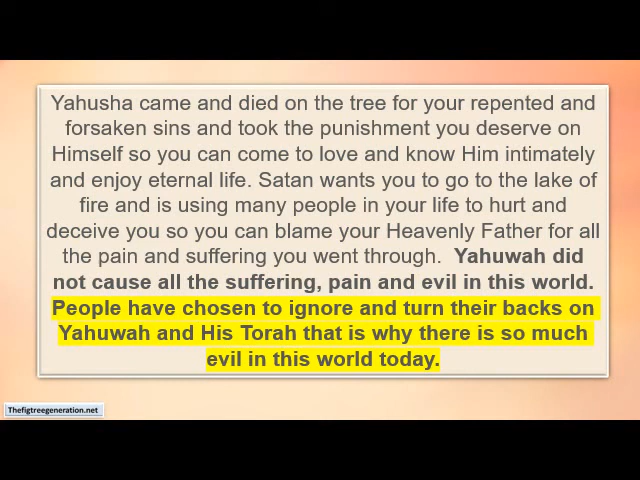 Yahusha came and died on the tree for your repented and
forsaken sins and took the punishment you deserve on
Himself so you can come to love and know Him intimately
and enjoy eternal life. Satan wants you to go to the lake of
fire and is using many people in your life to hurt and
deceive you so you can blame your Heavenly Father for all
the pain and suffering you went through. Yahuwah did
not cause all the suffering, pain and evil in this world.
People have chosen to ignore and turn their backs on
Yahuwah and His Torah that is why there is so much
evil in this world today.
Thefigtreegeneration.net